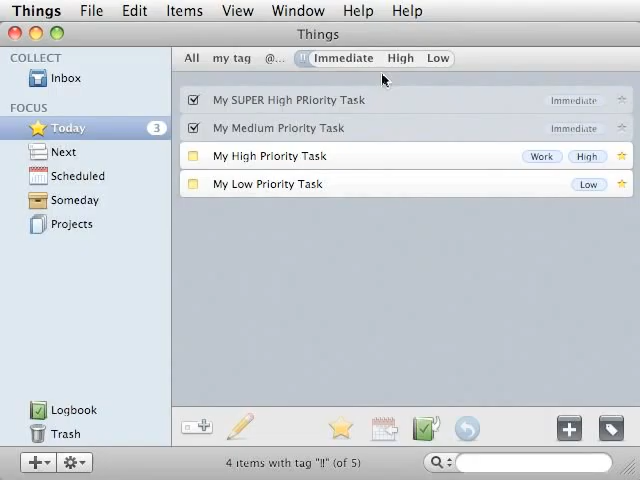 Things File Edit Items View Window Help Help
Things
COLLECT
Inbox
FOCUS
Today 3
Next
Scheduled
Someday
Projects
Logbook
Trash
All my tag @... !! Immediate High Low
My SUPER High PRiority Task Immediate
My Medium Priority Task Immediate
My High Priority Task Work High
My Low Priority Task Low
4 items with tag "!!" (of 5)